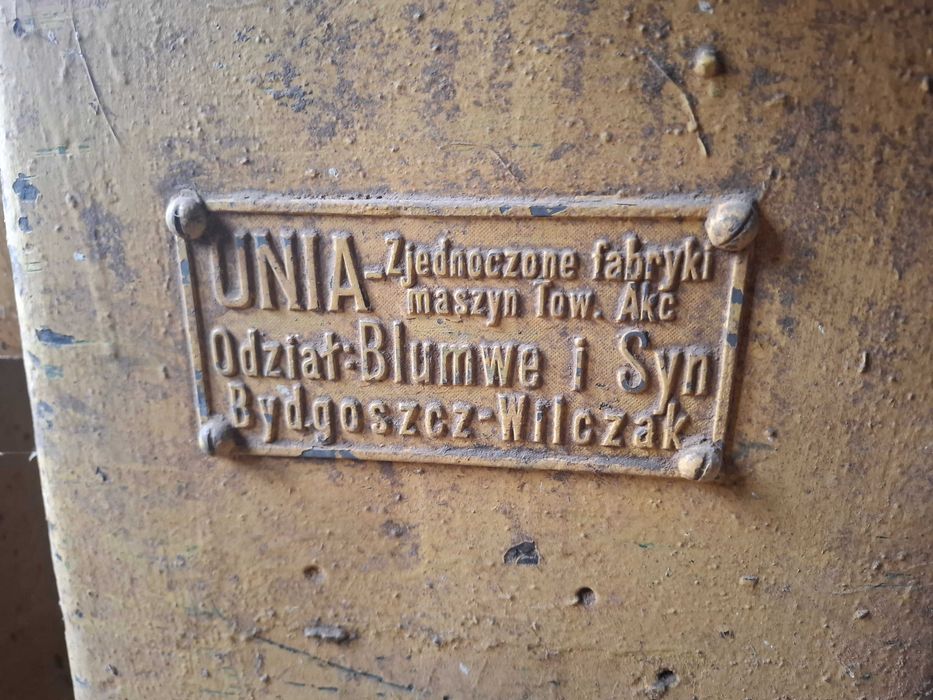 UNIA-Zjednoczone fabryki
maszyn Tow. Akc
Odział:Blumwe i Syn
Bydgoszcz-Wilczak